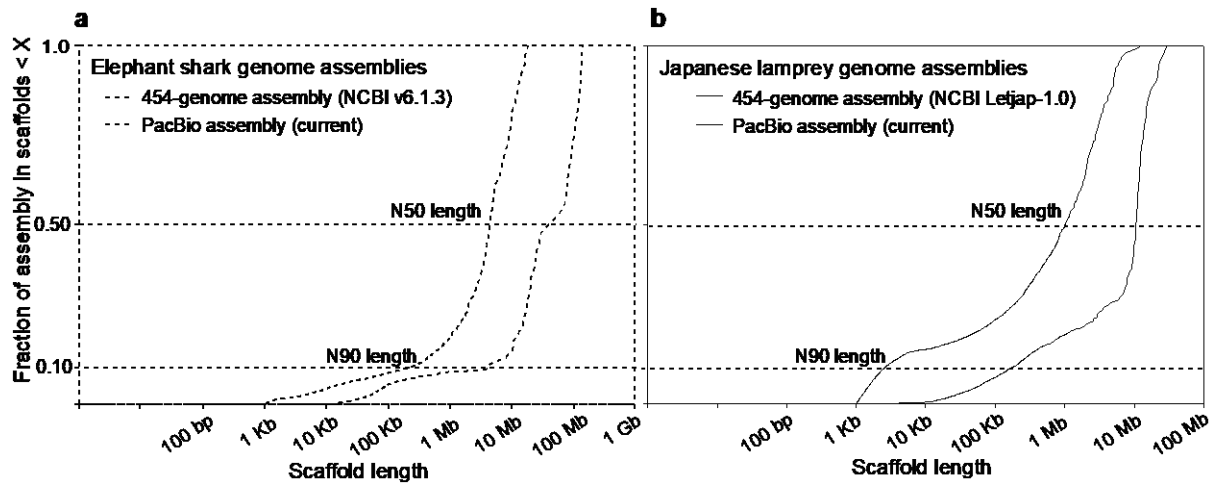 a
b
Fraction of assembly in scaffolds < X
1.0
0.50
0.10
Elephant shark genome assemblies
454-genome assembly (NCBI v6.1.3)
PacBio assembly (current)
N50 length
N90 length
100 bp
1 Kb
10 Kb
100 Kb
1 Mb
10 Mb
100 Mb
1 Gb
Scaffold length
Japanese lamprey genome assemblies
454-genome assembly (NCBI Letjap-1.0)
PacBio assembly (current)
N50 length
N90 length
100 bp
1 Kb
10 Kb
100 Kb
1 Mb
10 Mb
100 Mb
Scaffold length